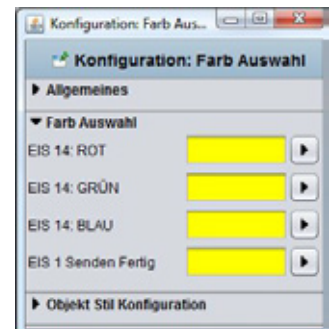 Konfiguration: Farb Aus...
Konfiguration: Farb Auswahl
Allgemeines
Farb Auswahl
EIS 14: ROT
EIS 14: GRÜN
EIS 14: BLAU
EIS 1 Senden Fertig
Objekt Stil Konfiguration